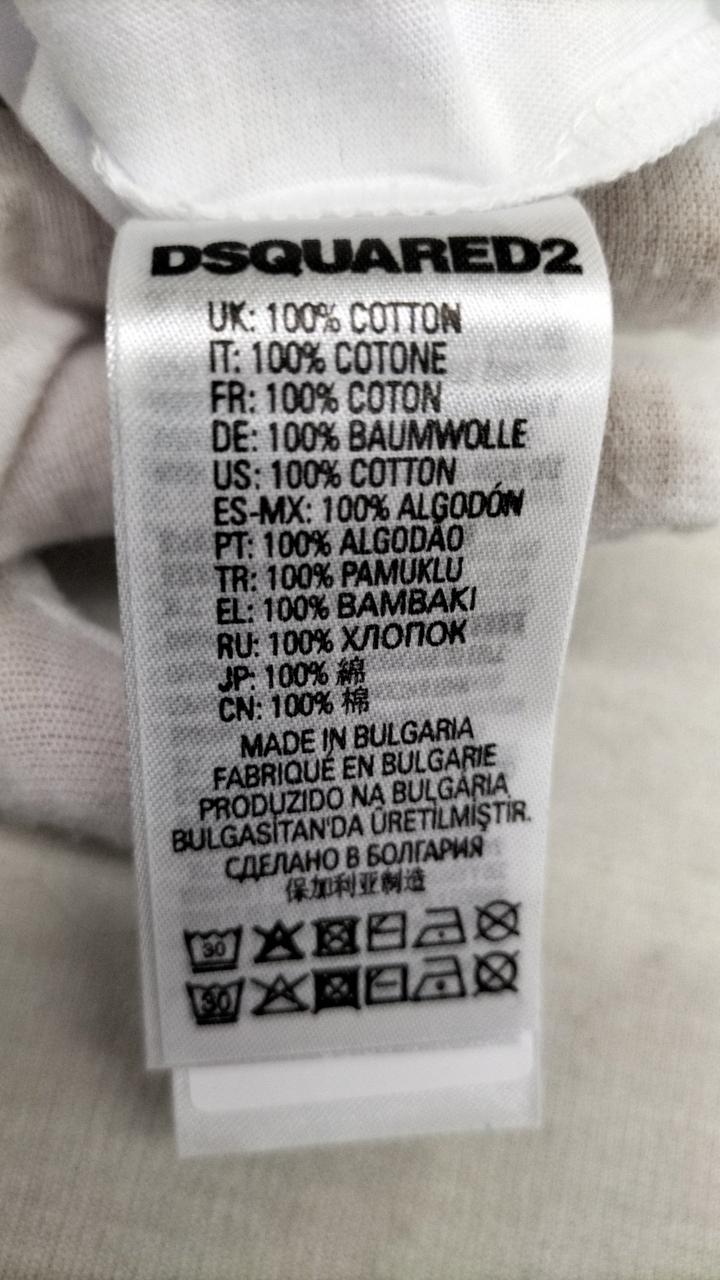 DSQUARED2
UK: 100% COTTON
IT: 100% COTONE
FR: 100% COTON
DE: 100% BAUMWOLLE
US: 100% COTTON
ES-MX: 100% ALGODÓN
PT: 100% ALGODÃO
TR: 100% PAMUKLU
EL: 100% BAMBAKI
RU: 100% ХЛОПОК
JP: 100% 綿
CN: 100% 棉
MADE IN BULGARIA
FABRIQUÉ EN BULGARIE
PRODUZIDO NA BULGÁRIA
BULGASİTAN'DA ÜRETİLMİŞTİR.
СДЕЛАНО В БОЛГАРИЯ
保加利亚制造
30
30